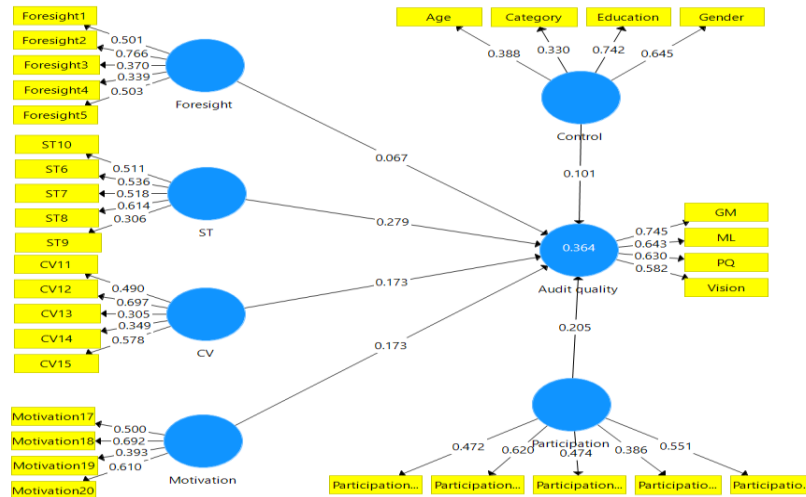 Foresight1
Foresight2
Foresight3
Foresight4
Foresight5
0.501
0.766
0.370
0.339
0.503
Foresight
0.067
Age
Category
Education
Gender
0.388
0.330
0.742
0.645
Control
0.101
ST10
ST6
ST7
ST8
ST9
0.511
0.536
0.518
0.614
0.306
ST
0.279
CV11
CV12
CV13
CV14
CV15
0.490
0.697
0.305
0.349
0.578
CV
0.173
0.364
Audit quality
0.745
0.643
0.630
0.582
GM
ML
PQ
Vision
0.205
Motivation17
Motivation18
Motivation19
Motivation20
0.500
0.692
0.393
0.610
Motivation
0.173
Participation
0.472
0.620
0.474
0.386
0.551
Participation...
Participation...
Participation...
Participation...
Participatio...